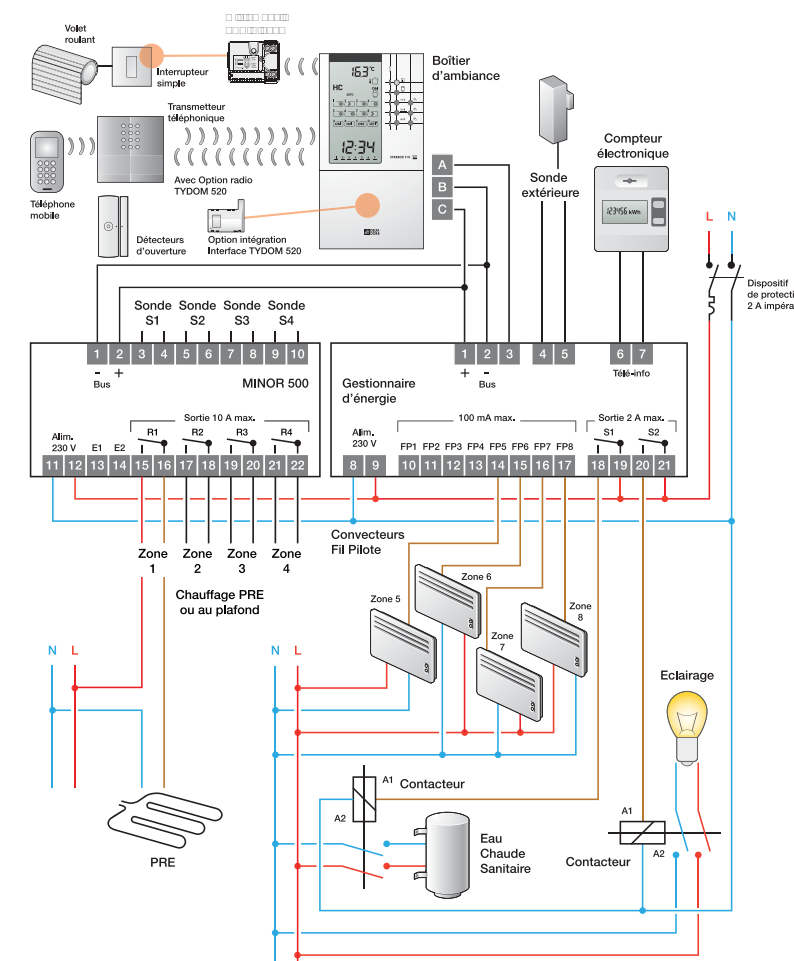 Volet
roulant
Interrupteur
simple
16.3 °C
HC
AUTO
12:34
Boîtier
d'ambiance
Transmetteur
téléphonique
Téléphone
mobile
Avec Option radio
TYDOM 520
Détecteurs
d'ouverture
Option intégration
Interface TYDOM 520
A
B
C
Sonde
extérieure
Compteur
électronique
123456 kWh
L N
Dispositif
de protecti
2 A impéra
Sonde Sonde Sonde Sonde
S1 S2 S3 S4
1 2 3 4 5 6 7 8 9 10
- +
Bus
MINOR 500
Sortie 10 A max.
Alim.
230 V
E1 E2 R1 R2 R3 R4
11 12 13 14 15 16 17 18 19 20 21 22
1 2 3 4 5 6 7
+ -
Bus
Télé-info
Gestionnaire
d'énergie
100 mA max.
Sortie 2 A max.
Alim.
230 V
FP1 FP2 FP3 FP4 FP5 FP6 FP7 FP8 S1 S2
8 9 10 11 12 13 14 15 16 17 18 19 20 21
Zone Zone Zone Zone
1 2 3 4
Chauffage PRE
ou au plafond
Convecteurs
Fil Pilote
Zone 5
Zone 6
Zone
7
Zone
8
N L
PRE
N L
Eclairage
A1
A2
Contacteur
Eau
Chaude
Sanitaire
A1
A2
Contacteur